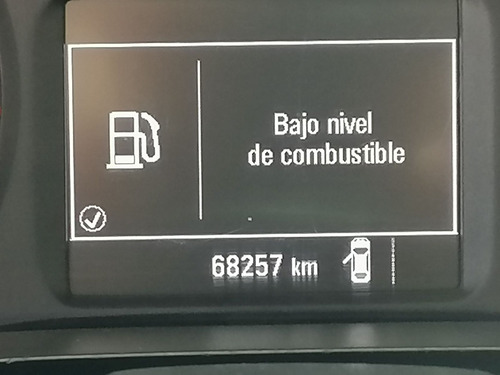 Bajo nivel
de combustible
68257 km